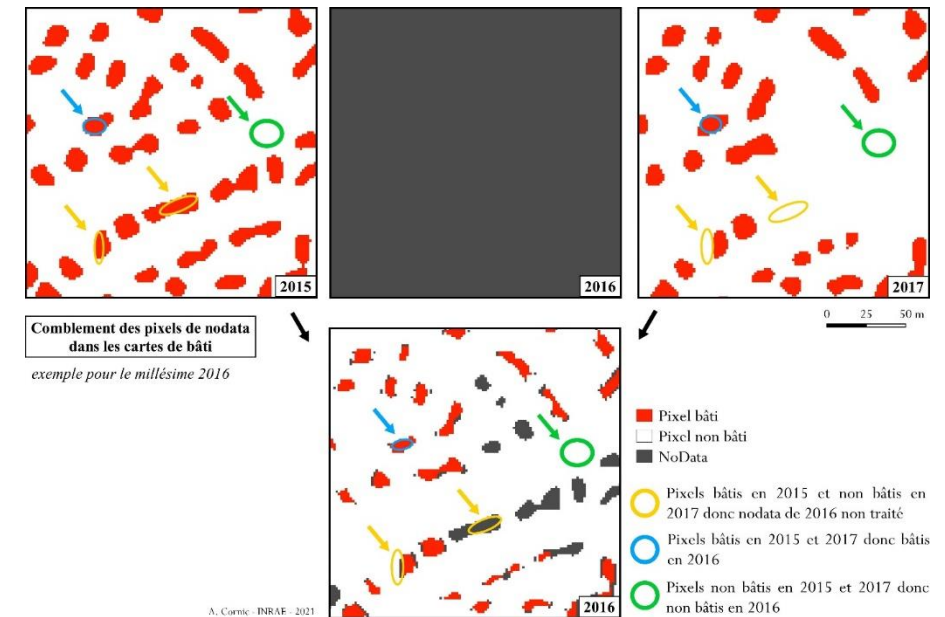 2015
2016
2017
0 25 50 m
Comblement des pixels de nodata
dans les cartes de bâti
exemple pour le millésime 2016
Pixel bâti
Pixel non bâti
NoData
Pixels bâtis en 2015 et non bâtis en
2017 donc nodata de 2016 non traité
Pixels bâtis en 2015 et 2017 donc bâtis
en 2016
Pixels non bâtis en 2015 et 2017 donc
non bâtis en 2016
A. Cornic - INRAE - 2021
2016